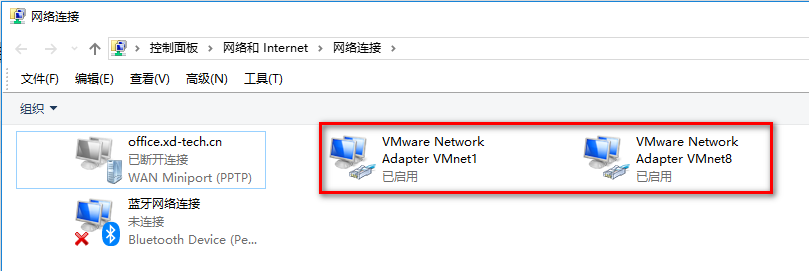 网络连接
控制面板 > 网络和 Internet > 网络连接 >
文件(F) 编辑(E) 查看(V) 高级(N) 工具(T)
组织
office.xd-tech.cn
已断开连接
WAN Miniport (PPTP)
VMware Network
Adapter VMnet1
已启用
VMware Network
Adapter VMnet8
已启用
蓝牙网络连接
未连接
Bluetooth Device (Pe...